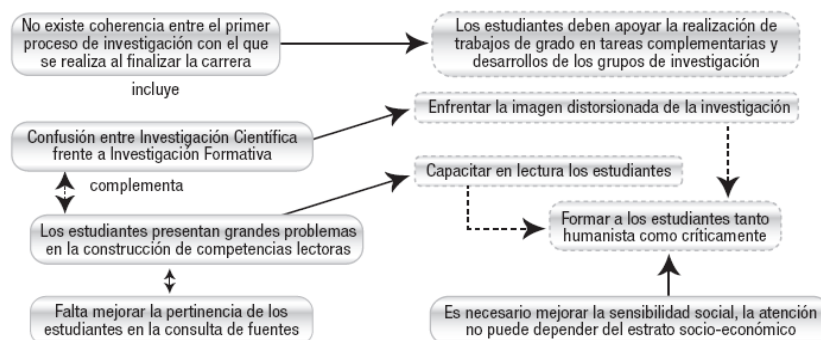 No existe coherencia entre el primer
proceso de investigación con el que
se realiza al finalizar la carrera
Los estudiantes deben apoyar la realización de
trabajos de grado en tareas complementarias y
desarrollos de los grupos de investigación
incluye
Enfrentar la imagen distorsionada de la investigación
Confusión entre Investigación Científica
frente a Investigación Formativa
Capacitar en lectura los estudiantes
complementa
Los estudiantes presentan grandes problemas
en la construcción de competencias lectoras
Formar a los estudiantes tanto
humanista como críticamente
Falta mejorar la pertinencia de los
estudiantes en la consulta de fuentes
Es necesario mejorar la sensibilidad social, la atención
no puede depender del estrato socio-económico